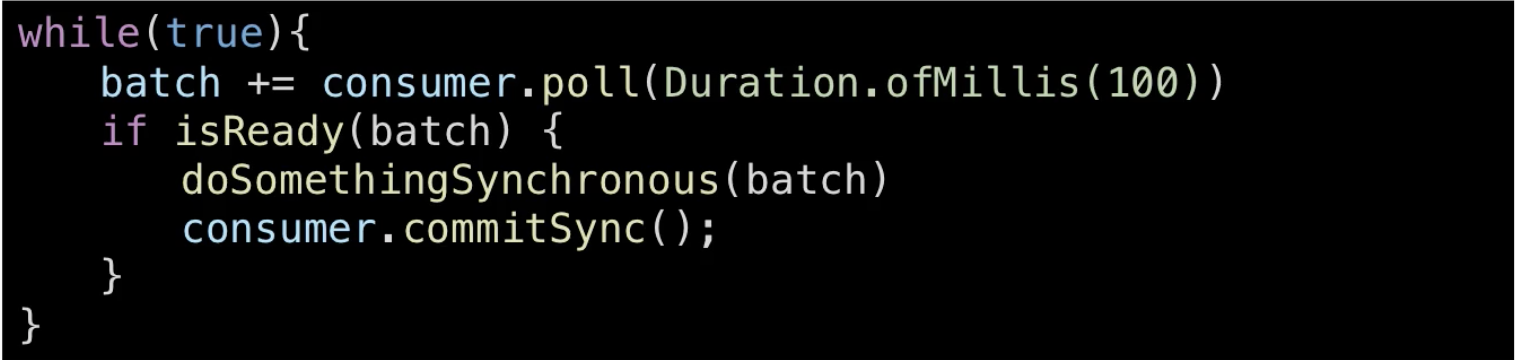 while(true){
    batch += consumer.poll(Duration.ofMillis(100))
    if isReady(batch) {
        doSomethingSynchronous(batch)
        consumer.commitSync();
    }
}